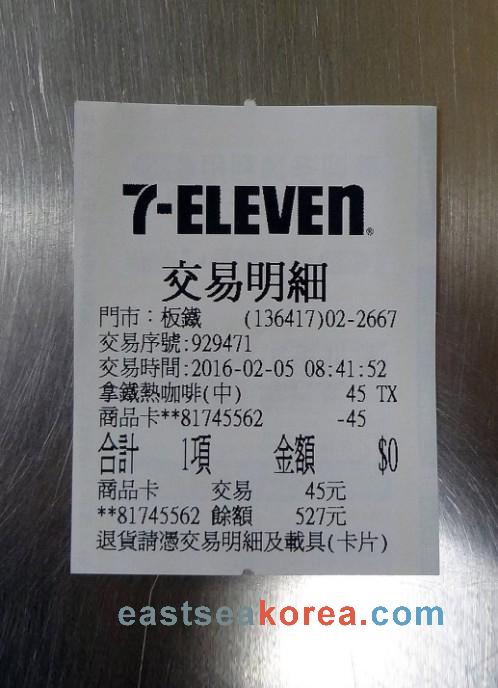 7-ELEVEN®
交易明細
門市：板鐵 (136417)02-2667
交易序號:929471
交易時間:2016-02-05 08:41:52
拿鐵熱咖啡(中) 45 TX
商品卡**81745562 -45
合計 1項 金額 $0
商品卡 交易 45元
**81745562 餘額 527元
退貨請憑交易明細及載具(卡片)
eastseakorea.com